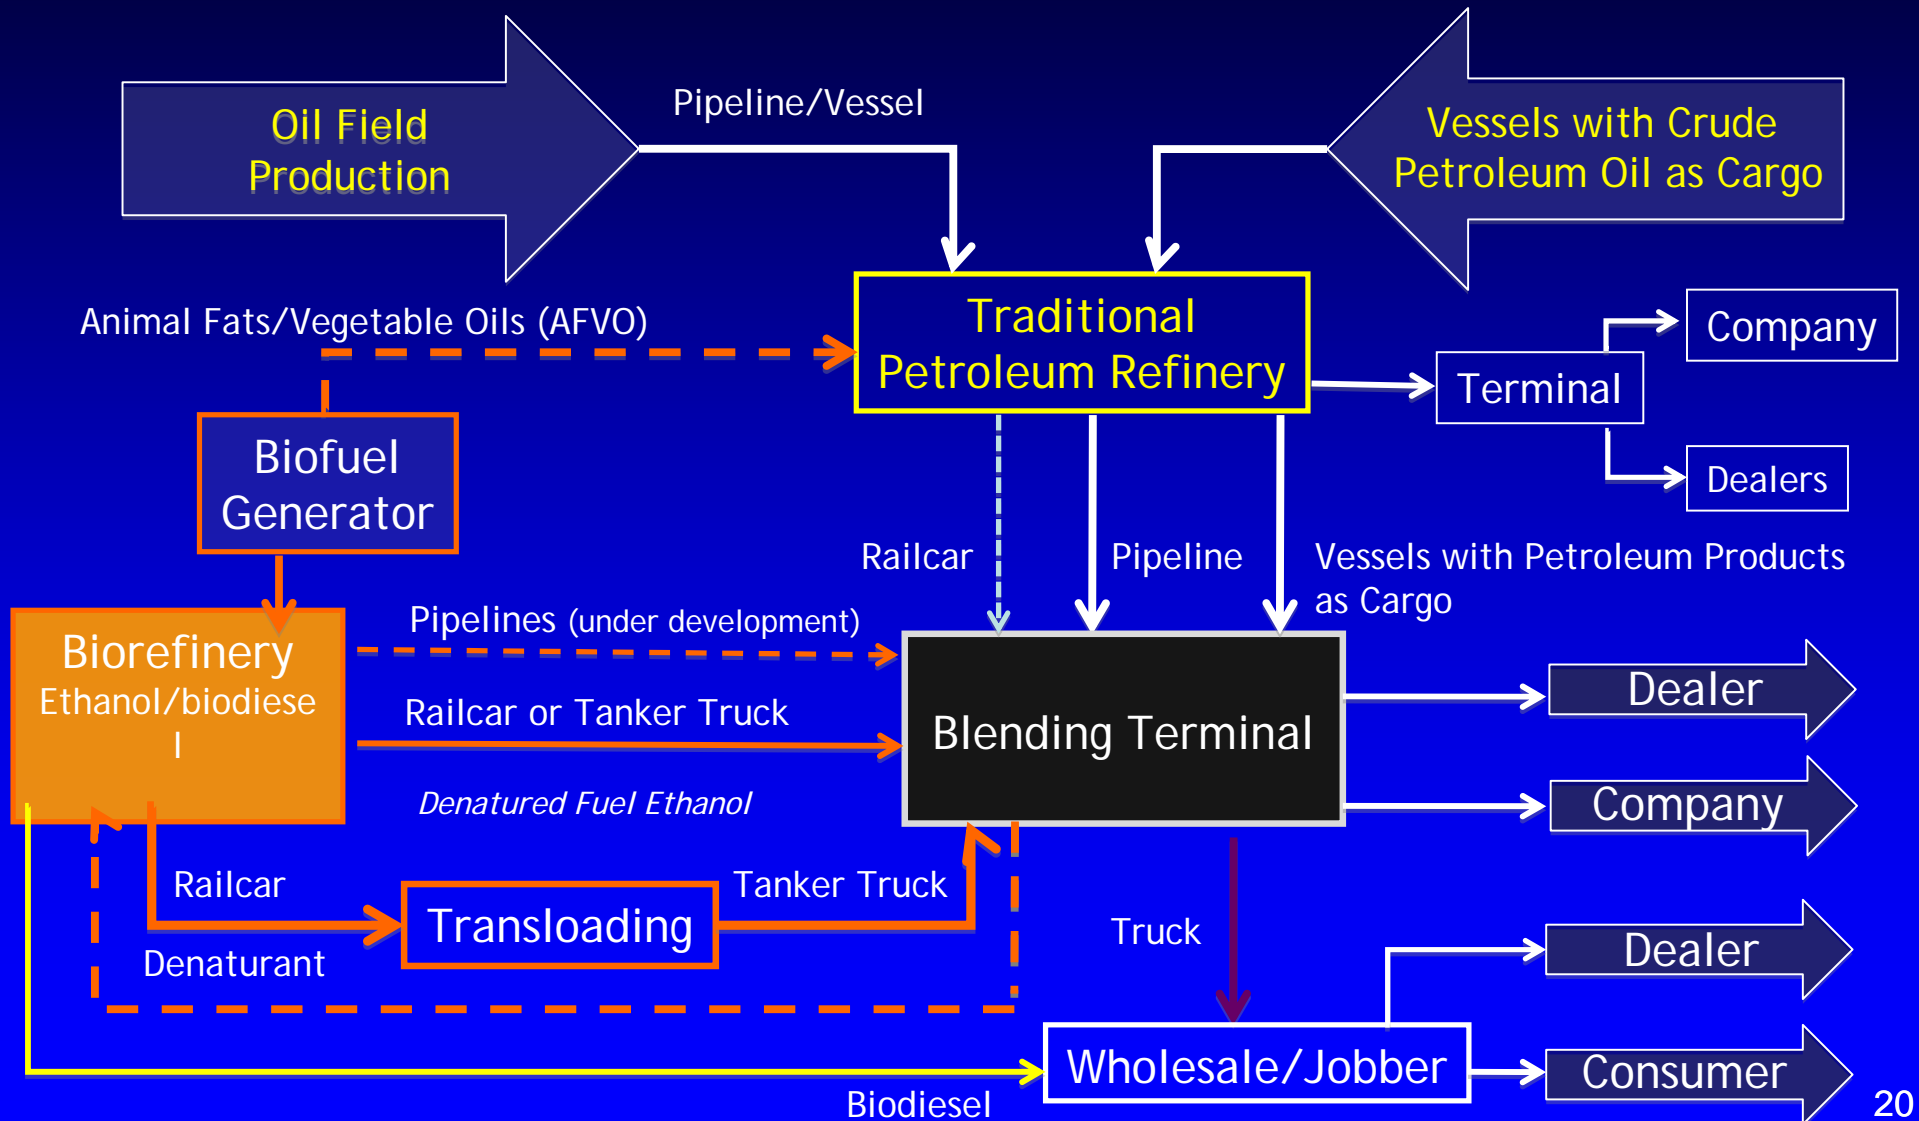 Oil Field
Production
Pipeline/Vessel
Vessels with Crude
Petroleum Oil as Cargo
Animal Fats/Vegetable Oils (AFVO)
Traditional
Petroleum Refinery
Company
Terminal
Dealers
Biofuel
Generator
Railcar
Pipeline
Vessels with Petroleum Products
as Cargo
Biorefinery
Ethanol/biodiese
l
Pipelines (under development)
Railcar or Tanker Truck
Denatured Fuel Ethanol
Blending Terminal
Dealer
Company
Railcar
Transloading
Tanker Truck
Denaturant
Truck
Dealer
Wholesale/Jobber
Consumer
Biodiesel
20